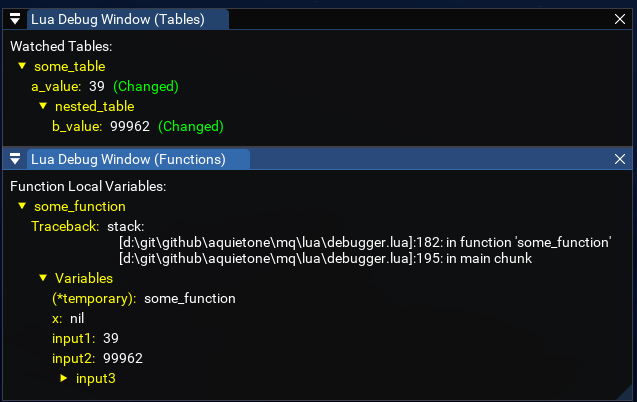 Lua Debug Window (Tables)
Watched Tables:
some_table
a_value: 39 (Changed)
nested_table
b_value: 99962 (Changed)
Lua Debug Window (Functions)
Function Local Variables:
some_function
Traceback: stack:
[d:\git\github\aquietone\mq\lua\debugger.lua]:182: in function 'some_function'
[d:\git\github\aquietone\mq\lua\debugger.lua]:195: in main chunk
Variables
(*temporary): some_function
x: nil
input1: 39
input2: 99962
input3